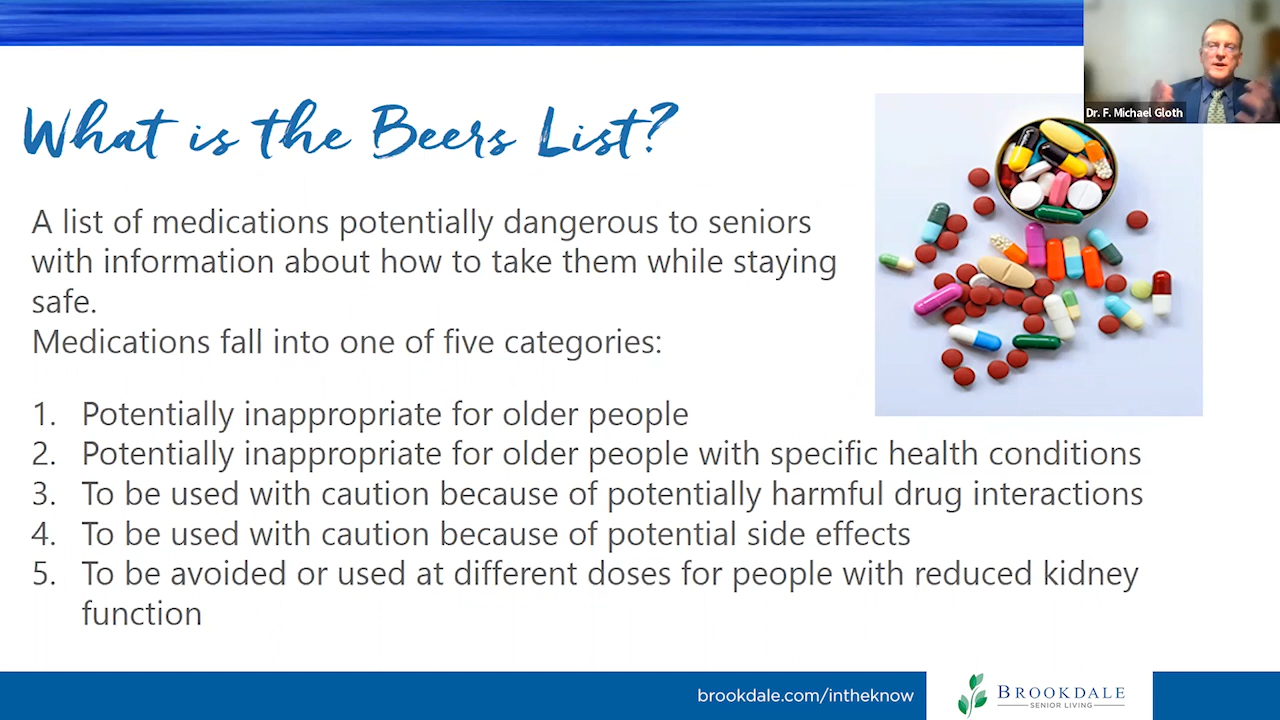 Dr. F. Michael Gloth
What is the Beers List?
A list of medications potentially dangerous to seniors
with information about how to take them while staying
safe.
Medications fall into one of five categories:
1. Potentially inappropriate for older people
2. Potentially inappropriate for older people with specific health conditions
3. To be used with caution because of potentially harmful drug interactions
4. To be used with caution because of potential side effects
5. To be avoided or used at different doses for people with reduced kidney
function
brookdale.com/intheknow
BROOKDALE
SENIOR LIVING